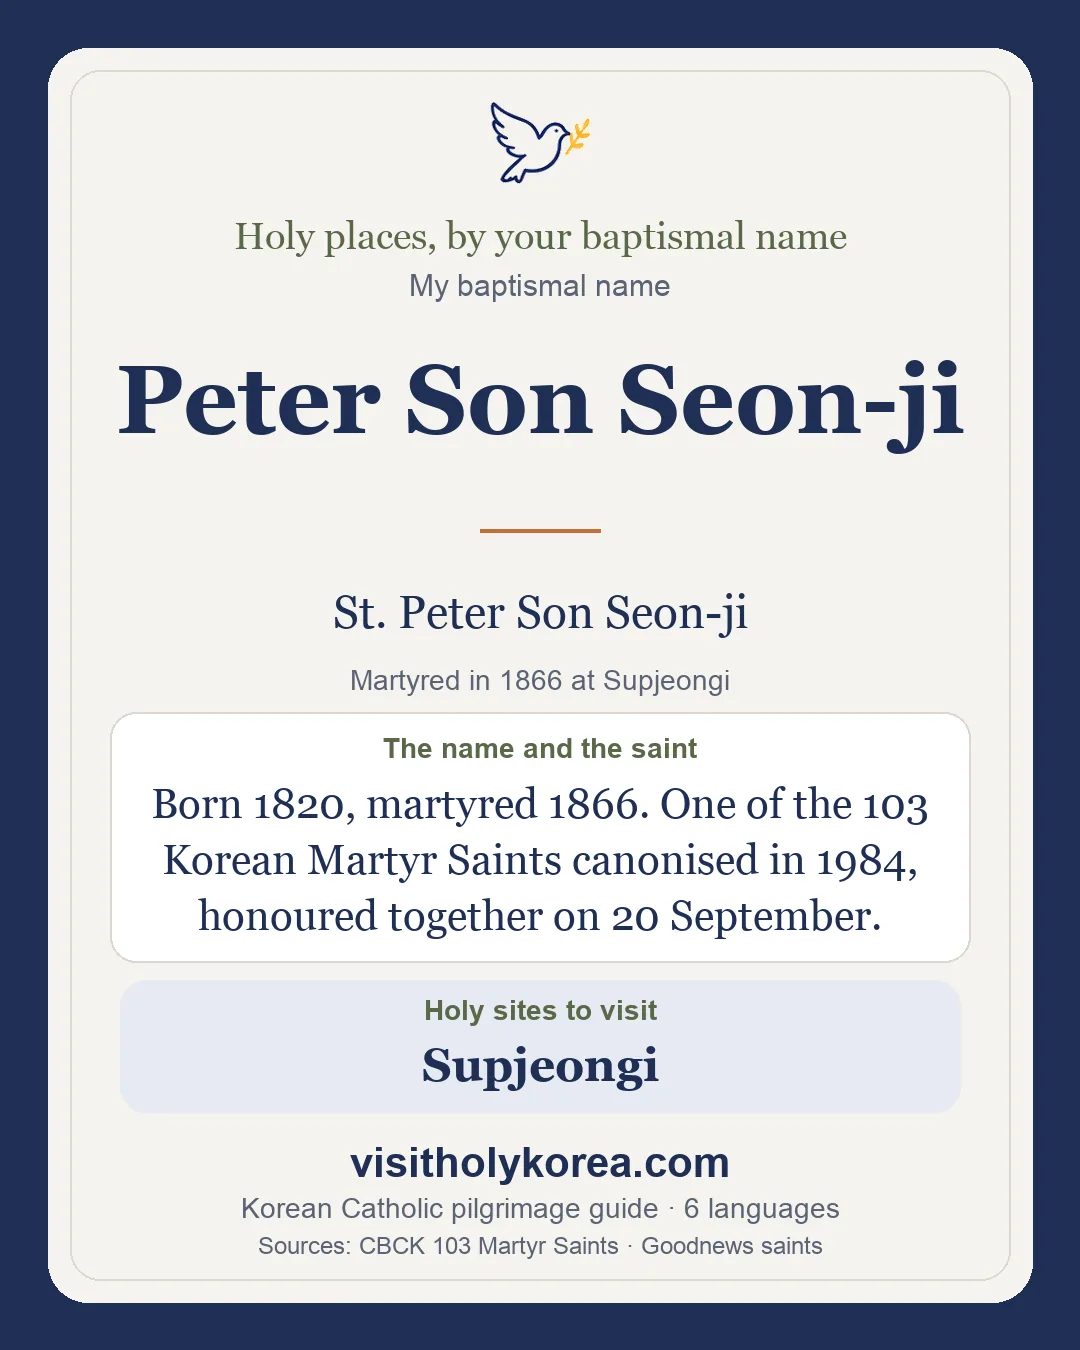 Holy places, by your baptismal name
My baptismal name
Peter Son Seon-ji
St. Peter Son Seon-ji
Martyred in 1866 at Supjeongi
The name and the saint
Born 1820, martyred 1866. One of the 103
Korean Martyr Saints canonised in 1984,
honoured together on 20 September.
Holy sites to visit
Supjeongi
visitholykorea.com
Korean Catholic pilgrimage guide · 6 languages
Sources: CBCK 103 Martyr Saints · Goodnews saints